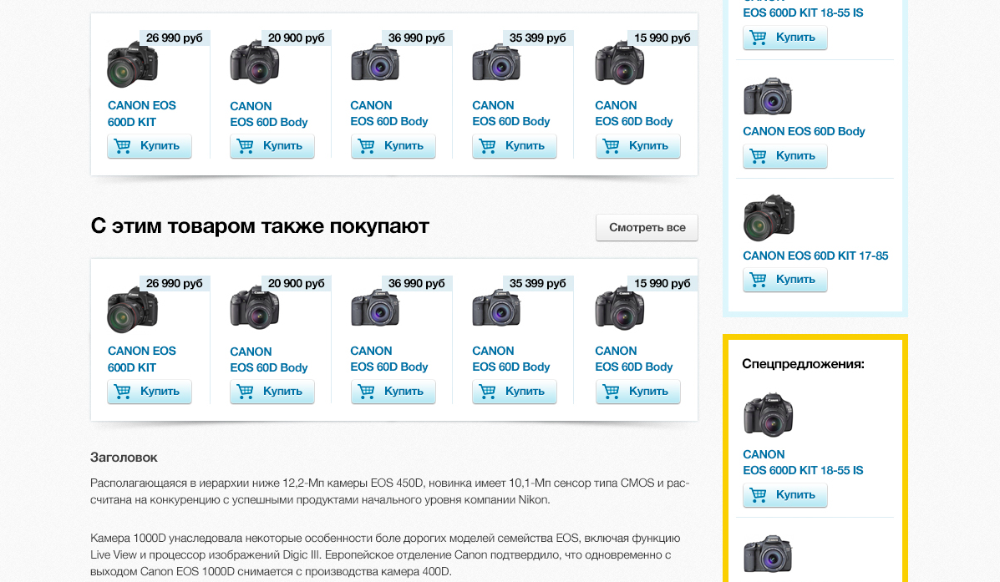 26 990 руб
20 900 руб
36 990 руб
35 399 руб
15 990 руб
CANON EOS
600D KIT
CANON
EOS 60D Body
CANON
EOS 60D Body
CANON
EOS 60D Body
CANON
EOS 60D Body
Купить
Купить
Купить
Купить
Купить
С этим товаром также покупают
Смотреть все
26 990 руб
20 900 руб
36 990 руб
35 399 руб
15 990 руб
CANON EOS
600D KIT
CANON
EOS 60D Body
CANON
EOS 60D Body
CANON
EOS 60D Body
CANON
EOS 60D Body
Купить
Купить
Купить
Купить
Купить
Заголовок
Располагающаяся в иерархии ниже 12,2-Мп камеры EOS 450D, новинка имеет 10,1-Мп сенсор типа CMOS и рас-
считана на конкуренцию с успешными продуктами начального уровня компании Nikon.
Камера 1000D унаследовала некоторые особенности боле дорогих моделей семейства EOS, включая функцию
Live View и процессор изображений Digic III. Европейское отделение Canon подтвердило, что одновременно с
выходом Canon EOS 1000D снимается с производства камера 400D.
EOS 600D KIT 18-55 IS
Купить
CANON EOS 60D Body
Купить
CANON EOS 60D KIT 17-85
Купить
Спецпредложения:
CANON
EOS 600D KIT 18-55 IS
Купить